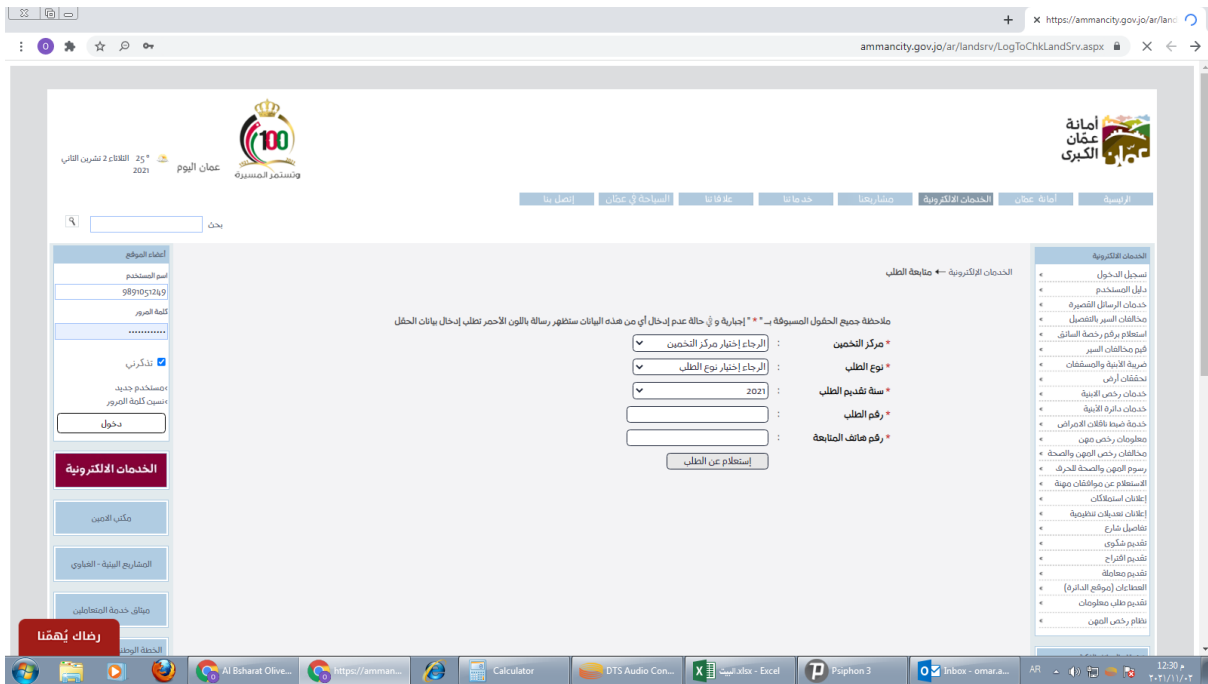 https://ammancity.gov.jo/ar/land
ammancity.gov.jo/ar/landsrv/LogToChkLandSrv.aspx
أمانة
عمّان
الكبرى
100
وتستمر المسيرة
عمان اليوم
25 ° الثلاثاء 2 تشرين الثاني
2021
الرئيسية
أمانة عمان
الخدمات الالكترونية
مشاريعنا
خدماتنا
علاقاتنا
السياحة في عمّان
إتصل بنا
بحث
الخدمات الالكترونية
تسجيل الدخول
دليل المستخدم
خدمات الرسائل القصيرة
مخالفات السير بالتفصيل
استعلام برقم رخصة السائق
قيم مخالفات السير
ضريبة الأبنية والمسقفات
تحققات أرض
خدمات رخص الابنية
خدمات دائرة الأبنية
خدمة ضبط ناقلات الامراض
معلومات رخص مهن
مخالفات رخص المهن والصحة
رسوم المهن والصحة للحرف
الاستعلام عن موافقات مهنة
إعلانات استملاكات
إعلانات تعديلات تنظيمية
تفاصيل شارع
تقديم شكوى
تقديم اقتراح
تقديم معاملة
العطاءات (موقع الدائرة)
تقديم طلب معلومات
نظام رخص المهن
الخدمات الإلكترونية ← متابعة الطلب
ملاحظة جميع الحقول المسبوقة بــ " * " إجبارية و في حالة عدم إدخال أي من هذه البيانات ستظهر رسالة باللون الأحمر تطلب إدخال بيانات الحقل
* مركز التخمين : الرجاء إختيار مركز التخمين
* نوع الطلب : الرجاء إختيار نوع الطلب
* سنة تقديم الطلب : 2021
* رقم الطلب :
* رقم هاتف المتابعة :
إستعلام عن الطلب
أعضاء الموقع
اسم المستخدم
9891051249
كلمة المرور
تذكرني
»مستخدم جديد
»نسيت كلمة المرور
دخول
الخدمات الالكترونية
مكتب الامين
المشاريع البيئية - الغباوي
ميثاق خدمة المتعاملين
الخطة الوطن
رضاك يُهمّنا
Al Bsharat Olive...
https://amman...
Calculator
DTS Audio Con...
البيت.xlsx - Excel
Psiphon 3
Inbox - omar.a...
AR
12:30 م
٢٠٢١/١١/٠٢